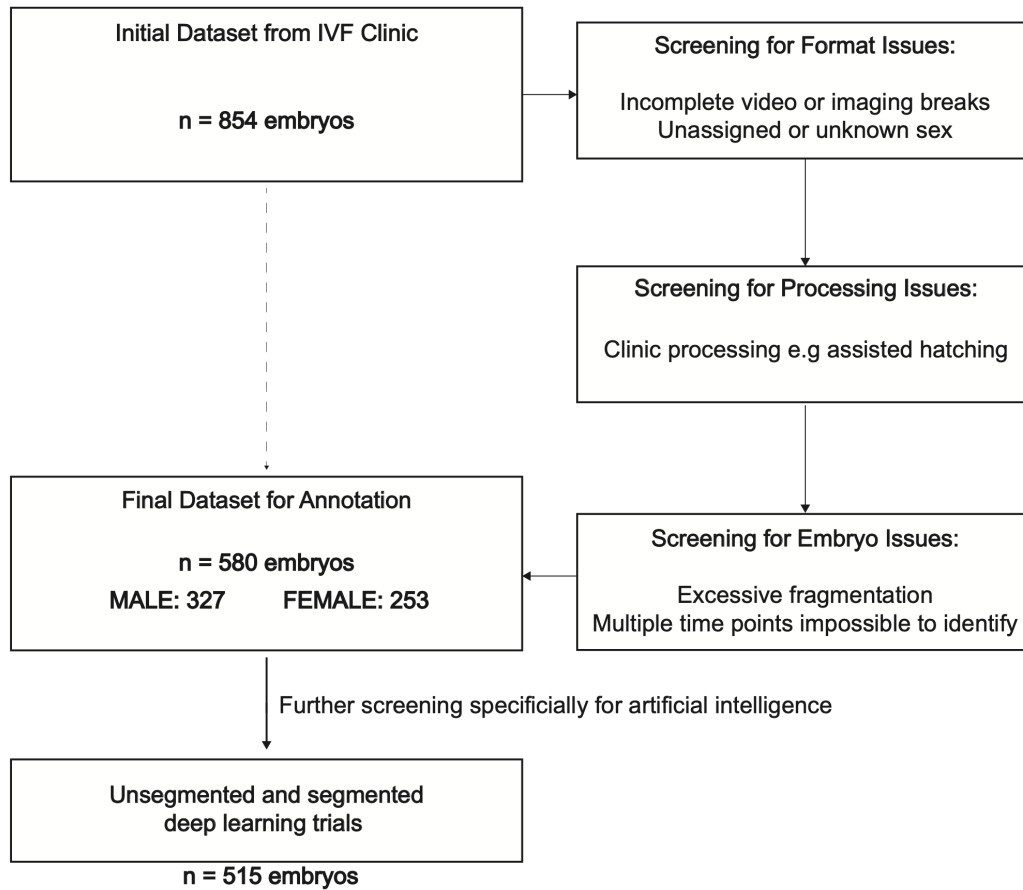 Initial Dataset from IVF Clinic
n = 854 embryos
Screening for Format Issues:
Incomplete video or imaging breaks
Unassigned or unknown sex
Screening for Processing Issues:
Clinic processing e.g assisted hatching
Screening for Embryo Issues:
Excessive fragmentation
Multiple time points impossible to identify
Final Dataset for Annotation
n = 580 embryos
MALE: 327 FEMALE: 253
Further screening specificially for artificial intelligence
Unsegmented and segmented
deep learning trials
n = 515 embryos